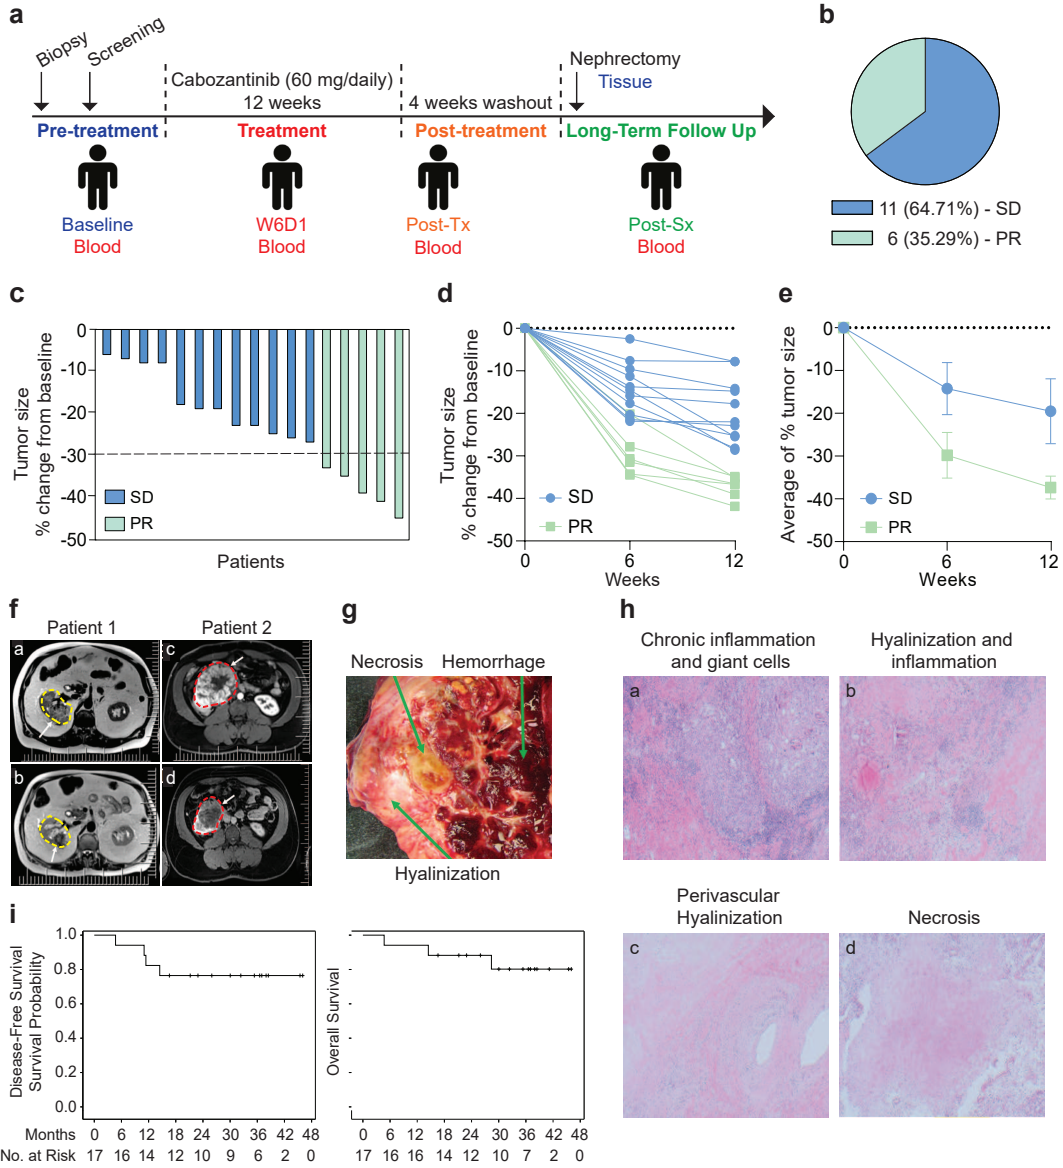 a
Biopsy
Screening
Cabozantinib (60 mg/daily)
12 weeks
4 weeks washout
Nephrectomy
Tissue
Pre-treatment
Treatment
Post-treatment
Long-Term Follow Up
Baseline
Blood
W6D1
Blood
Post-Tx
Blood
Post-Sx
Blood
b
11 (64.71%) - SD
6 (35.29%) - PR
c
Tumor size
% change from baseline
0
-10
-20
-30
-40
-50
SD
PR
Patients
d
Tumor size
% change from baseline
0
-10
-20
-30
-40
-50
SD
PR
0 6 12
Weeks
e
Average of % tumor size
0
-10
-20
-30
-40
-50
SD
PR
0 6 12
Weeks
f
Patient 1
Patient 2
a
c
b
d
g
Necrosis
Hemorrhage
Hyalinization
h
Chronic inflammation
and giant cells
a
Hyalinization and
inflammation
b
Perivascular
Hyalinization
c
Necrosis
d
i
Disease-Free Survival
Survival Probability
1.0
0.8
0.6
0.4
0.2
0.0
Overall Survival
Months 0 6 12 18 24 30 36 42 48
No. at Risk 17 16 14 12 10 9 6 2 0
0 6 12 18 24 30 36 42 48
17 16 16 14 12 10 7 2 0